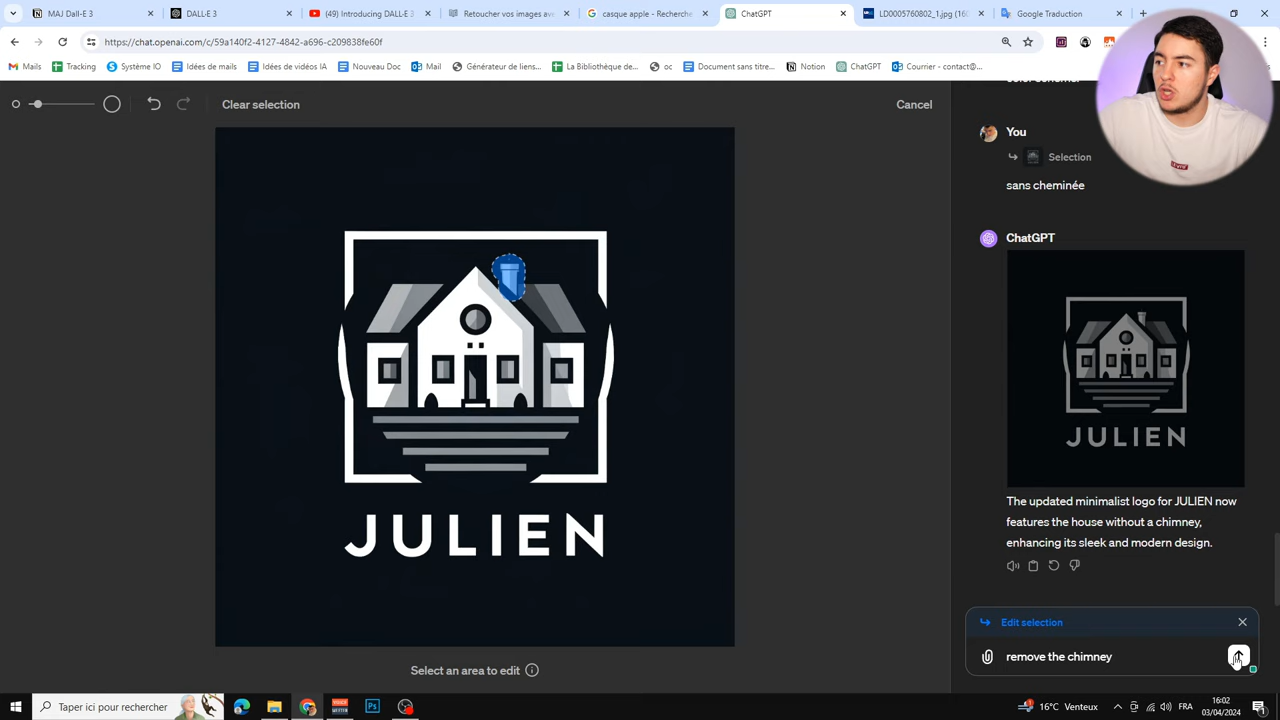 MAJ Dall-E 3
DALL·E 3
(49) Introducing DALL·E 3
Retoucher vos images ave
casque apple - Recherche
ChatGPT
LD0005760802_1.jpg (160
Google Traduction
https://chat.openai.com/c/59a140f2-4127-4842-a696-c209838fe60f
Mails
Tracking
Système IO
Idées de mails
Idées de vidéos IA
Nouveau Doc
Mail
Générateur de liens...
La Bibliothèque de...
oc
Document sans titre...
Notion
ChatGPT
Courrier - contact@...
Clear selection
Cancel
You
Selection
sans cheminée
ChatGPT
JULIEN
The updated minimalist logo for JULIEN now
features the house without a chimney,
enhancing its sleek and modern design.
JULIEN
Edit selection
remove the chimney
Select an area to edit
Taper ici pour rechercher
16°C Venteux
FRA
16:02
03/04/2024